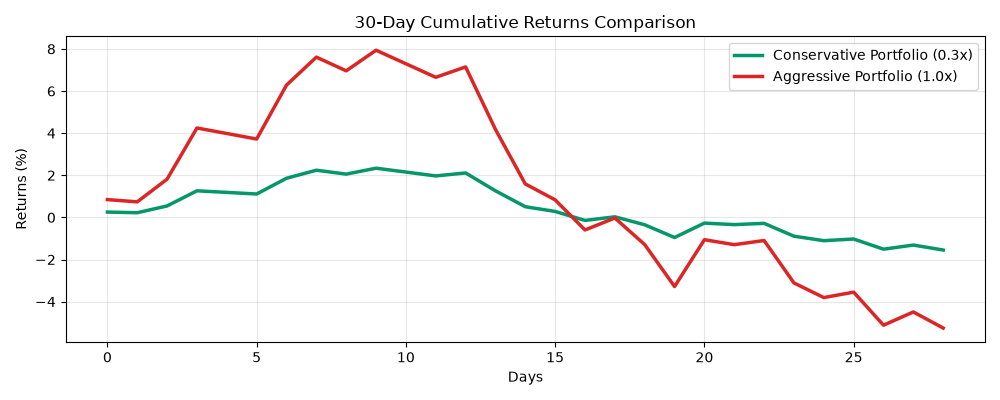 30-Day Cumulative Returns Comparison
Conservative Portfolio (0.3x)
Aggressive Portfolio (1.0x)
Returns (%)
8
6
4
2
0
−2
−4
0 5 10 15 20 25
Days